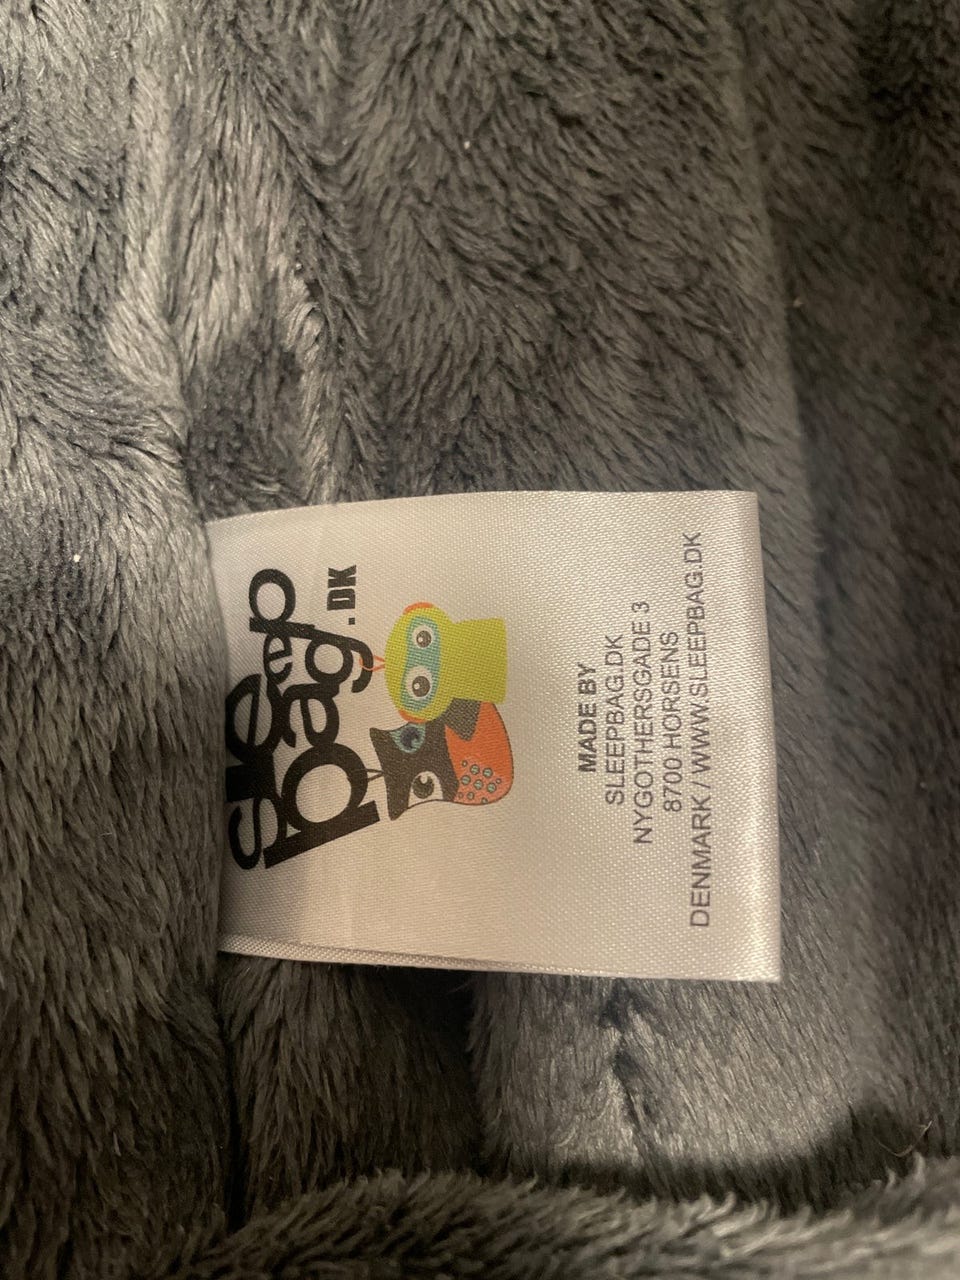 sleep
bag.DK
MADE BY
SLEEPBAG.DK
NYGOTHERSGADE 3
8700 HORSENS
DENMARK / WWW.SLEEPBAG.DK